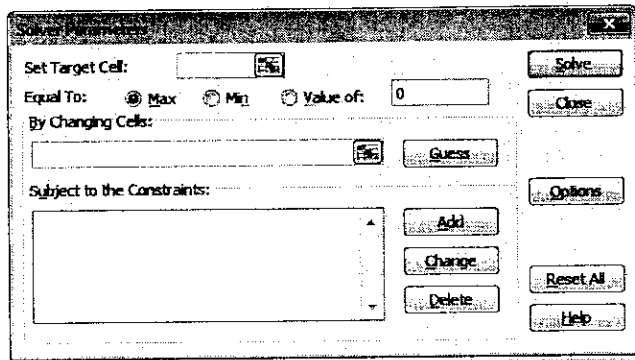 Solver Parameters
Set Target Cell:
Solve
Equal To: Max Min Value of: 0
Close
By Changing Cells:
Guess
Subject to the Constraints:
Options
Add
Change
Reset All
Delete
Help